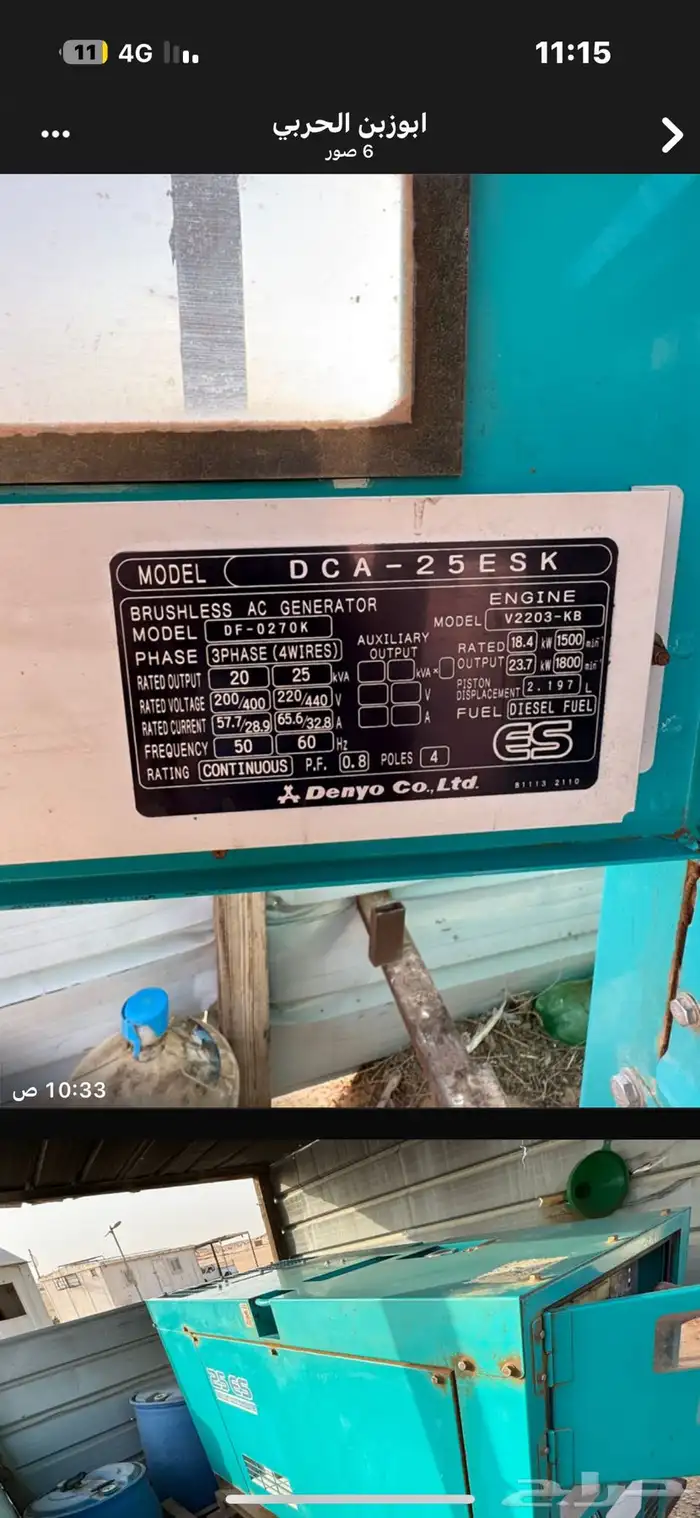 11 4G 11:15
ابوزبن الحربي
6 صور
MODEL DCA-25ESK
BRUSHLESS AC GENERATOR
MODEL DF-0270K
PHASE 3PHASE (4WIRES)
RATED OUTPUT 20 25 kVA
RATED VOLTAGE 200/400 220/440 V
RATED CURRENT 57.7/28.9 65.6/32.8 A
FREQUENCY 50 60 Hz
RATING CONTINUOUS P.F. 0.8 POLES 4
AUXILIARY OUTPUT
kVA×
V
A
ENGINE
MODEL V2203-KB
RATED OUTPUT 18.4 kW 1500 min⁻¹
23.7 kW 1800 min⁻¹
PISTON DISPLACEMENT 2.197 L
FUEL DIESEL FUEL
ES
Denyo Co., Ltd.
81113 2110
10:33 ص
25 ES
حراج